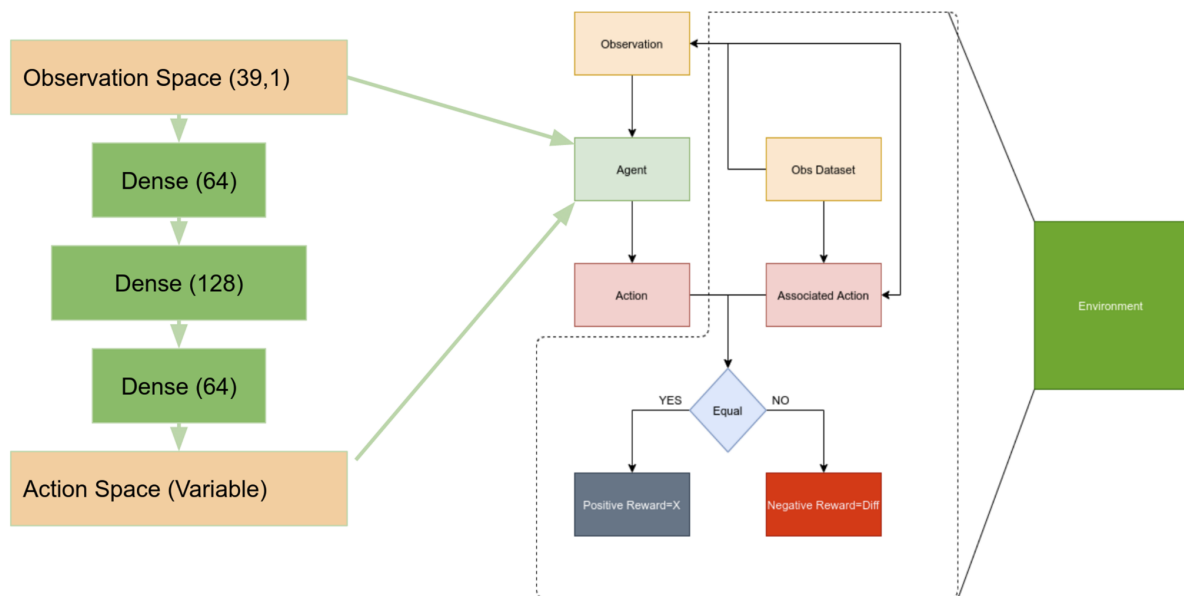 Observation Space (39,1)
Dense (64)
Dense (128)
Dense (64)
Action Space (Variable)
Observation
Agent
Obs Dataset
Action
Associated Action
Equal
YES
NO
Positive Reward=X
Negative Reward=Diff
Environment